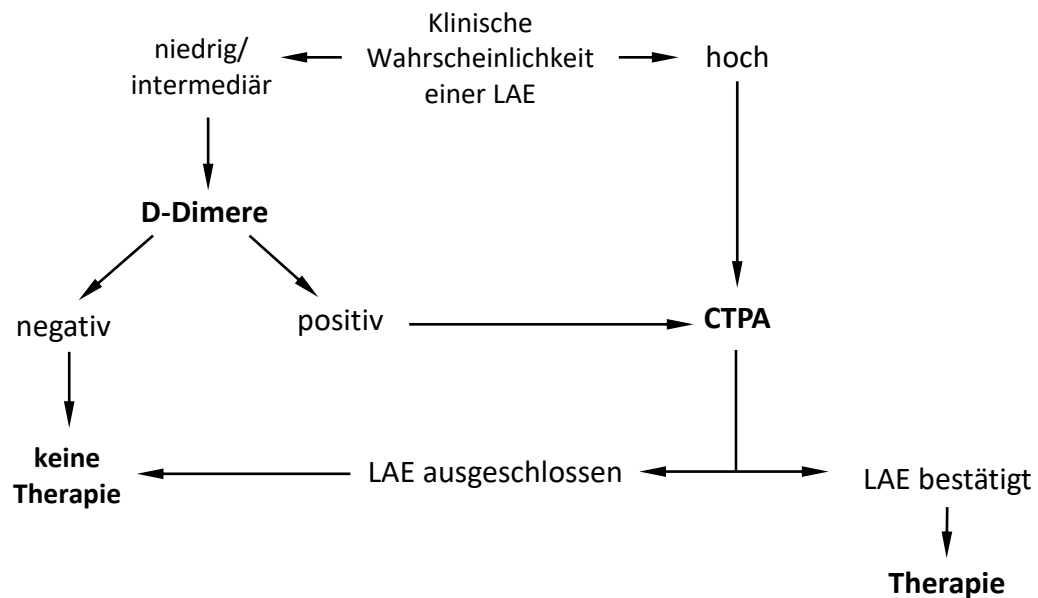 Klinische
Wahrscheinlichkeit
einer LAE
niedrig/
intermediär
hoch
D-Dimere
negativ
positiv
CTPA
keine
Therapie
LAE ausgeschlossen
LAE bestätigt
Therapie